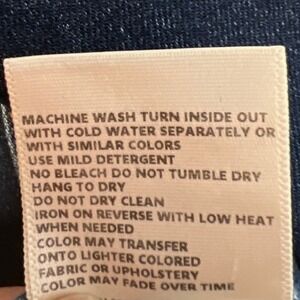 MACHINE WASH TURN INSIDE OUT
WITH COLD WATER SEPARATELY OR
WITH SIMILAR COLORS
USE MILD DETERGENT
NO BLEACH DO NOT TUMBLE DRY
HANG TO DRY
DO NOT DRY CLEAN
IRON ON REVERSE WITH LOW HEAT
WHEN NEEDED
COLOR MAY TRANSFER
ONTO LIGHTER COLORED
FABRIC OR UPHOLSTERY
COLOR MAY FADE OVER TIME